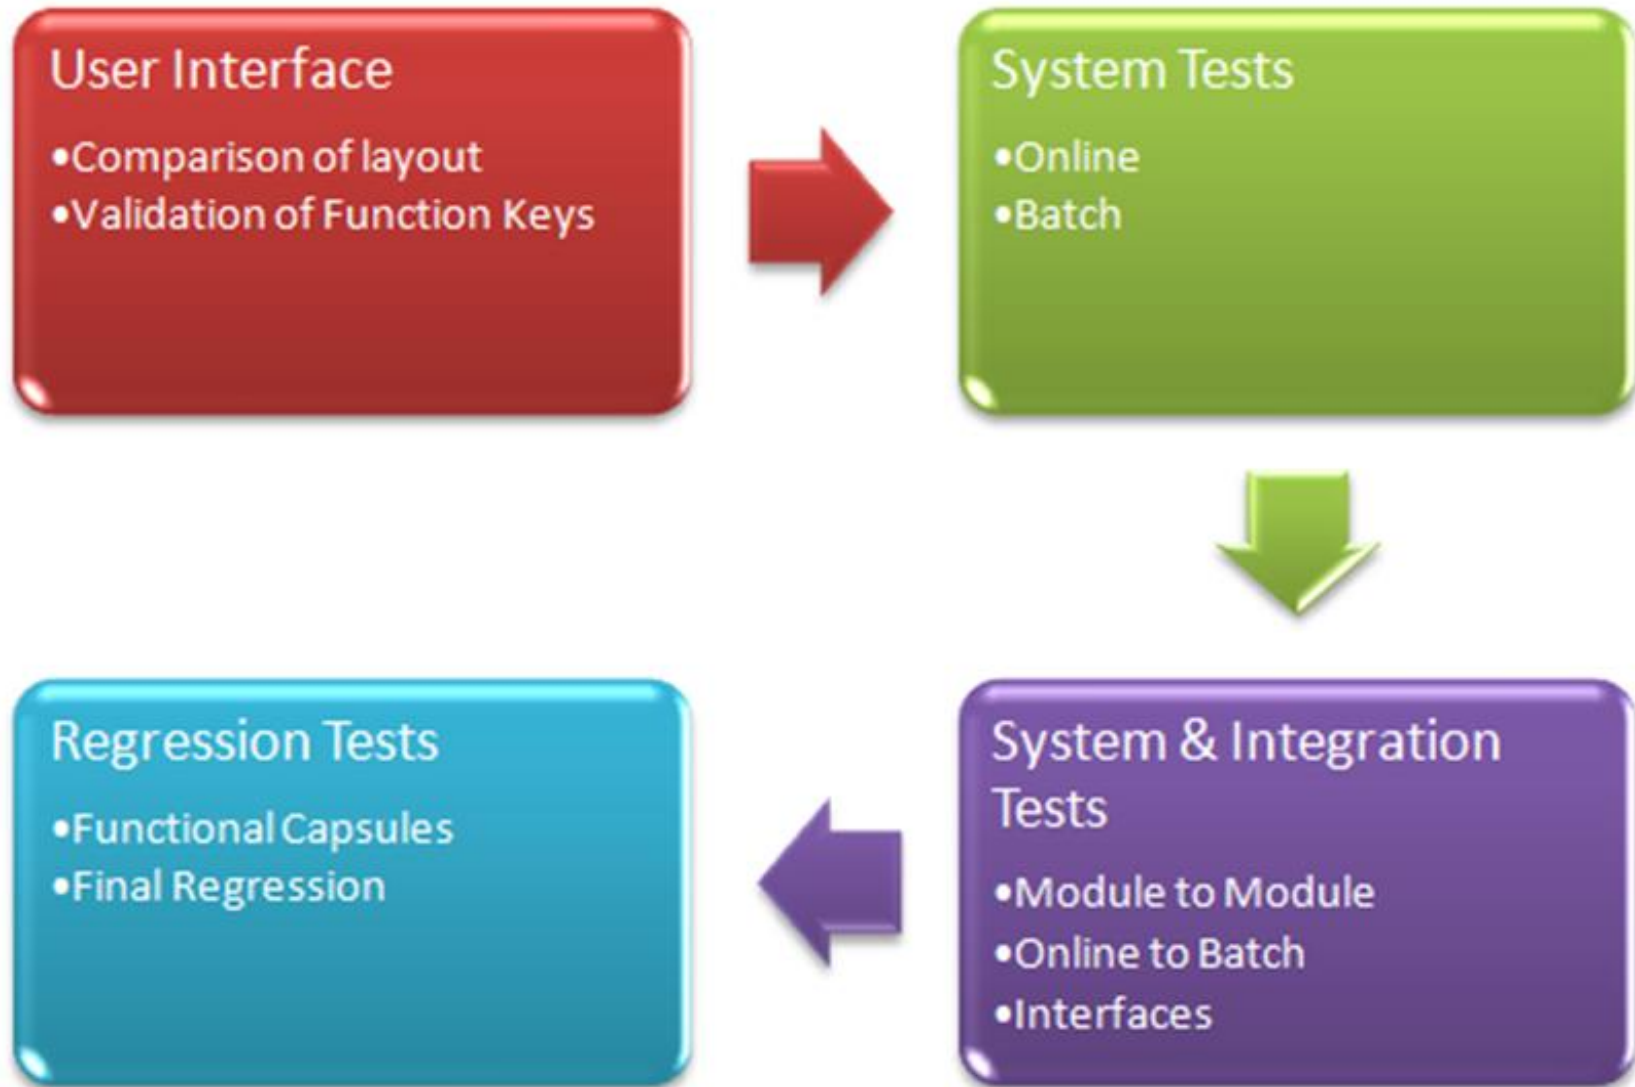 User Interface
•Comparison of layout
•Validation of Function Keys
System Tests
•Online
•Batch
System & Integration
Tests
•Module to Module
•Online to Batch
•Interfaces
Regression Tests
•Functional Capsules
•Final Regression